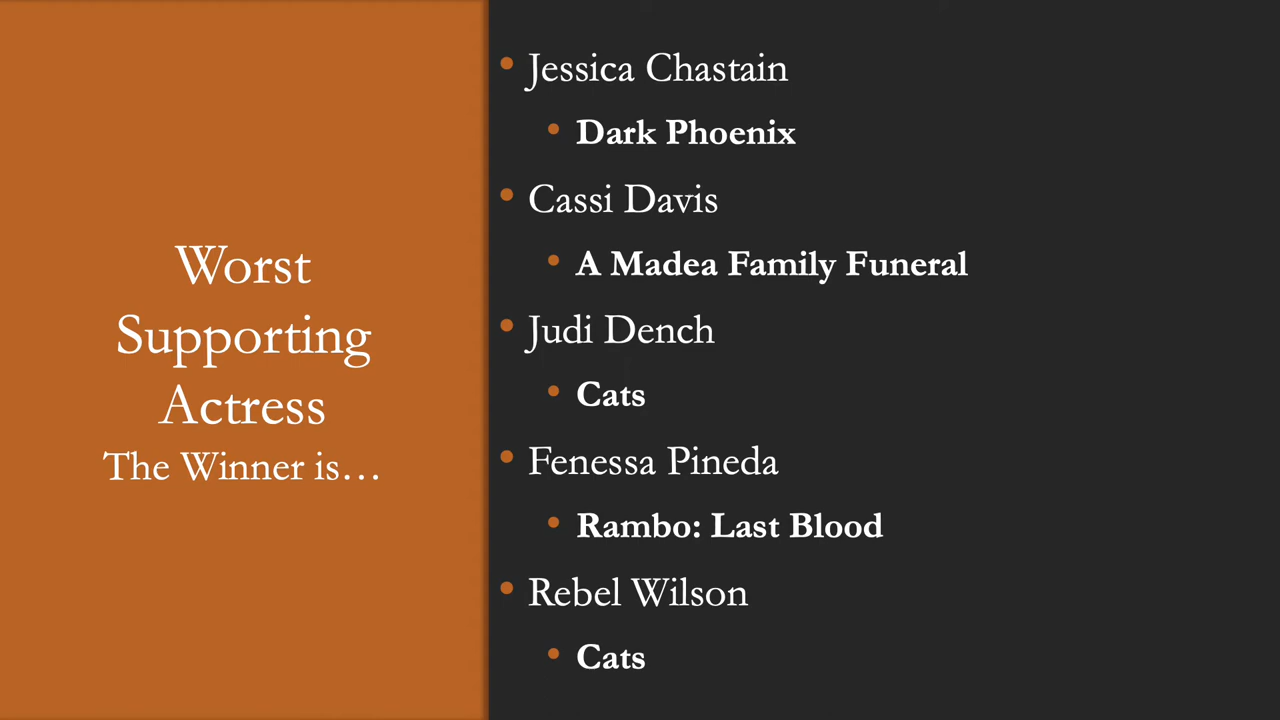 Worst
Supporting
Actress
The Winner is…
• Jessica Chastain
• Dark Phoenix
• Cassi Davis
• A Madea Family Funeral
• Judi Dench
• Cats
• Fenessa Pineda
• Rambo: Last Blood
• Rebel Wilson
• Cats